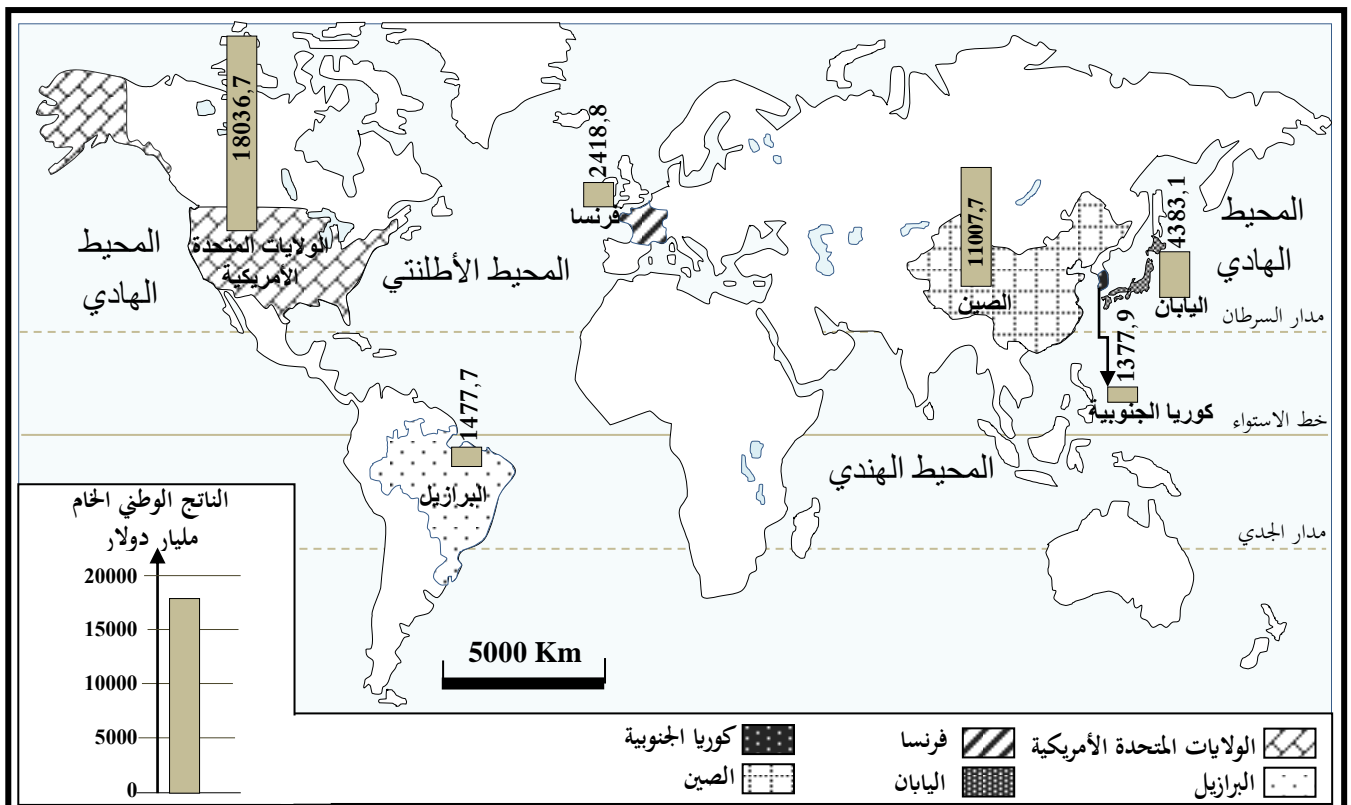 18036,7
2418,8
فرنسا
11007,7
الصين
4383,1
اليابان
المحيط
الهادي
الولايات المتحدة
الأمريكية
المحيط
الهادي
المحيط الأطلنتي
مدار السرطان
1377,9
كوريا الجنوبية
خط الاستواء
1477,7
البرازيل
المحيط الهندي
مدار الجدي
الناتج الوطني الخام
مليار دولار
20000
15000
10000
5000
0
5000 Km
الولايات المتحدة الأمريكية
فرنسا
كوريا الجنوبية
البرازيل
اليابان
الصين